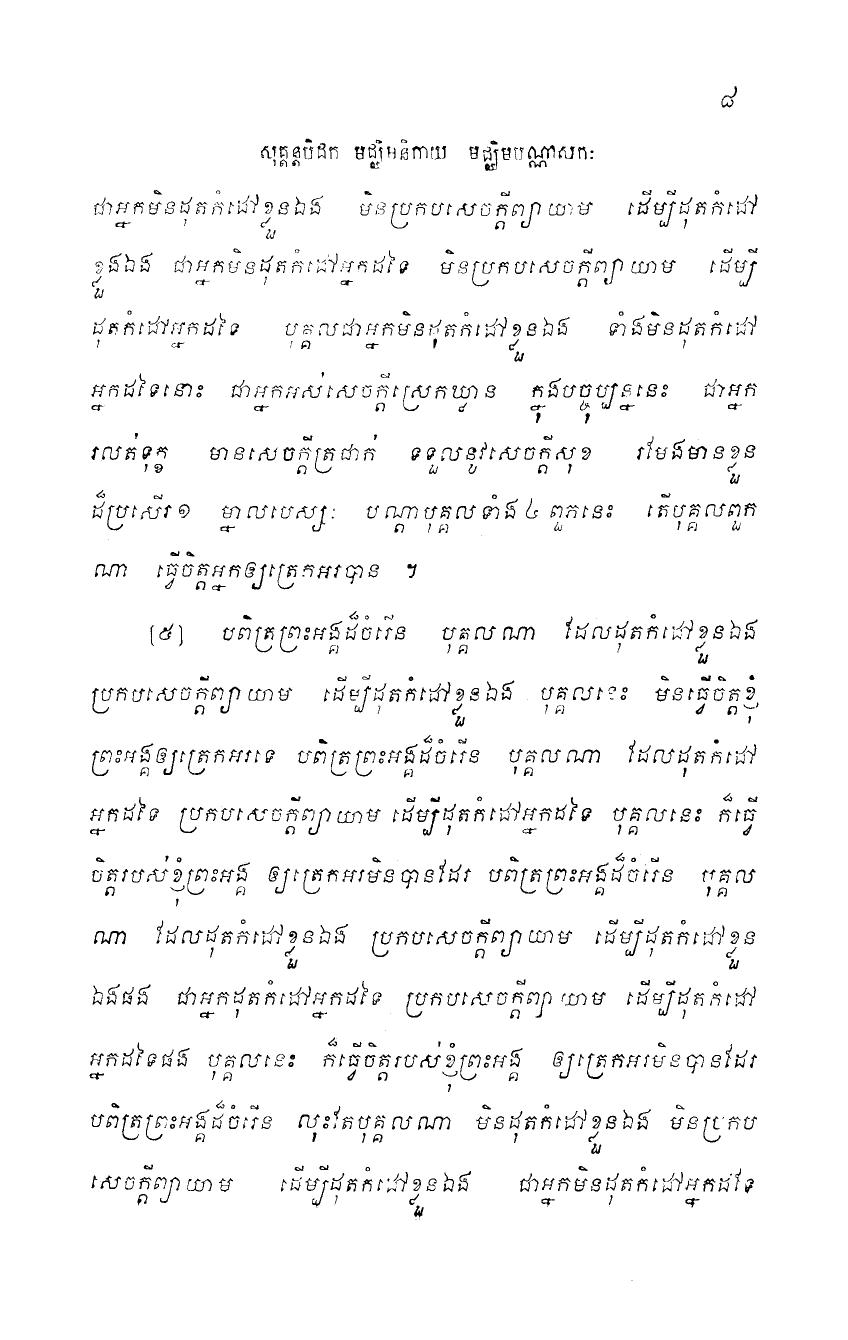 ៨
សុត្តន្តបិដក មជ្ឈិមនិកាយ មជ្ឈិមបណ្ណាសកៈ
ជាអ្នកមិនដុតកំដៅខ្លួនឯង មិនប្រកបសេចក្តីព្យាយាម ដើម្បីដុតកំដៅ
ខ្លួងឯង ជាអ្នកមិនដុតកំដៅអ្នកដទៃ មិនប្រកបសេចក្តីព្យាយាម ដើម្បី
ដុតកំដៅអ្នកដទៃ បុគ្គលជាអ្នកមិនដុតកំដៅខ្លួនឯង ទាំងមិនដុតកំដៅ
អ្នកដទៃនោះ ជាអ្នកអស់សេចក្តីស្រេកឃ្លាន ក្នុងបច្ចុប្បន្ននេះ ជាអ្នក
រលត់ទុក្ខ មានសេចក្តីត្រជាក់ ទទួលនូវសេចក្តីសុខ រមែងមានខ្លួន
ដ៏ប្រសើរ១ ម្នាលបេស្សៈ បណ្តាបុគ្គលទាំង៤ពួកនេះ តើបុគ្គលពួក
ណា ធ្វើចិត្តអ្នកឲ្យត្រេកអរបាន ។
[៥] បពិត្រព្រះអង្គដ៏ចំរើន បុគ្គលណា ដែលដុតកំដៅខ្លួនឯង
ប្រកបសេចក្តីព្យាយាម ដើម្បីដុតកំដៅខ្លួនឯង បុគ្គលនេះ មិនធ្វើចិត្តខ្ញុំ
ព្រះអង្គឲ្យត្រេកអរទេ បពិត្រព្រះអង្គដ៏ចំរើន បុគ្គលណា ដែលដុតកំដៅ
អ្នកដទៃ ប្រកបសេចក្តីព្យាយាម ដើម្បីដុតកំដៅអ្នកដទៃ បុគ្គលនេះ ក៏ធ្វើ
ចិត្តរបស់ខ្ញុំព្រះអង្គ ឲ្យត្រេកអរមិនបានដែរ បពិត្រព្រះអង្គដ៏ចំរើន បុគ្គល
ណា ដែលដុតកំដៅខ្លួនឯង ប្រកបសេចក្តីព្យាយាម ដើម្បីដុតកំដៅខ្លួន
ឯងផង ជាអ្នកដុតកំដៅអ្នកដទៃ ប្រកបសេចក្តីព្យាយាម ដើម្បីដុតកំដៅ
អ្នកដទៃផង បុគ្គលនេះ ក៏ធ្វើចិត្តរបស់ខ្ញុំព្រះអង្គ ឲ្យត្រេកអរមិនបានដែរ
បពិត្រព្រះអង្គដ៏ចំរើន លុះតែបុគ្គលណា មិនដុតកំដៅខ្លួនឯង មិនប្រកប
សេចក្តីព្យាយាម ដើម្បីដុតកំដៅខ្លួនឯង ជាអ្នកមិនដុតកំដៅអ្នកដទៃ